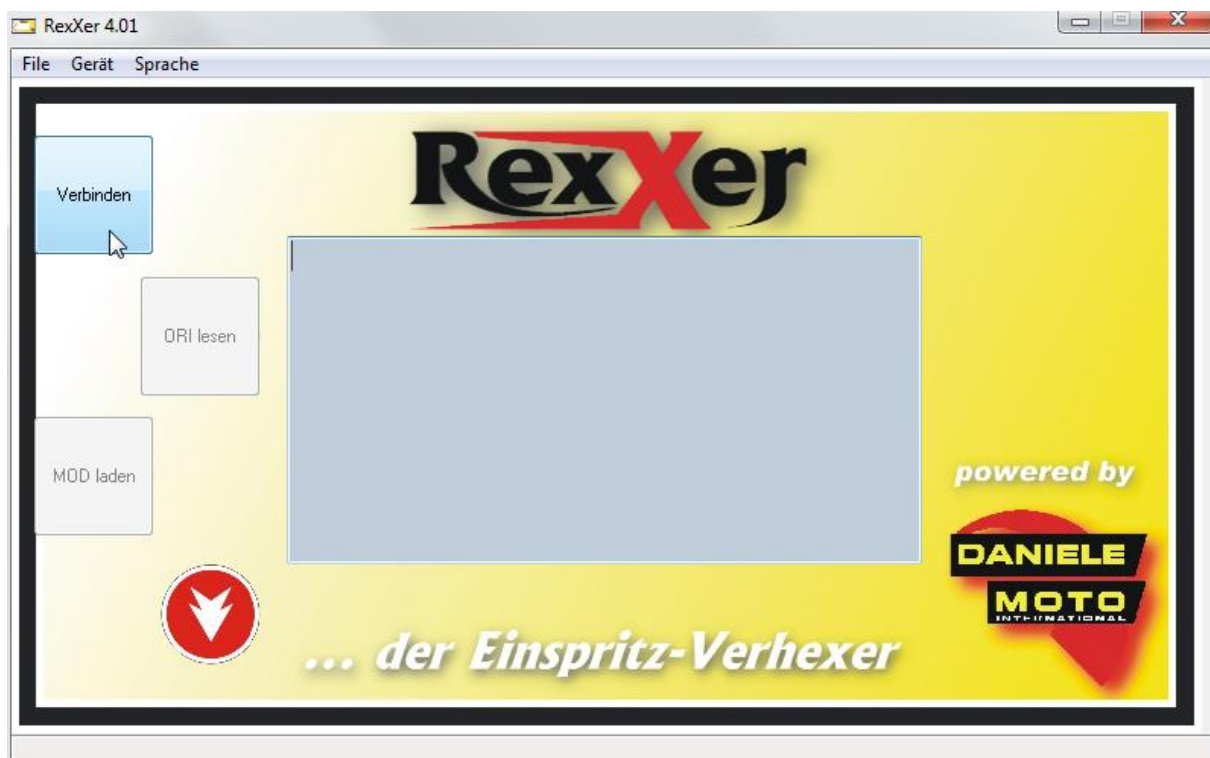 RexXer 4.01
File Gerät Sprache
RexXer
Verbinden
ORI lesen
MOD laden
powered by
DANIELE
MOTO
INTERNATIONAL
... der Einspritz-Verhexer